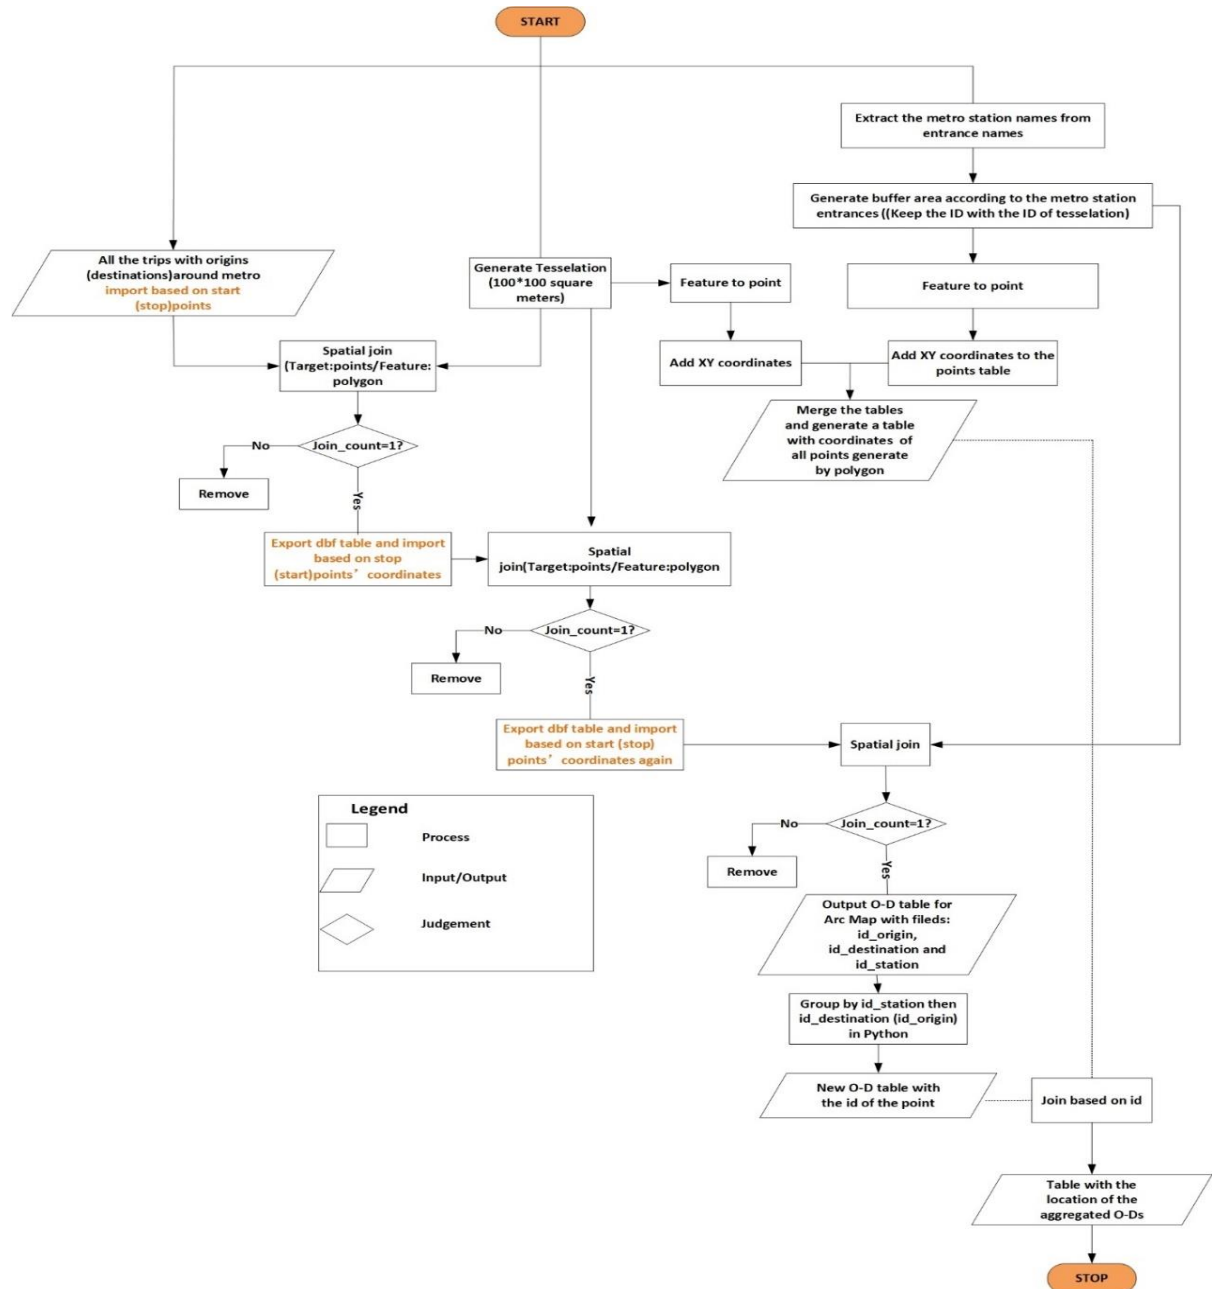 START
Extract the metro station names from
entrance names
Generate buffer area according to the metro station
entrances ((Keep the ID with the ID of tesselation)
All the trips with origins
(destinations)around metro
import based on start
(stop)points
Generate Tesselation
(100*100 square
meters)
Feature to point
Feature to point
Spatial join
(Target:points/Feature:
polygon
Add XY coordinates
Add XY coordinates to the
points table
Merge the tables
and generate a table
with coordinates of
all points generate
by polygon
No
Join_count=1?
Remove
Yes
Export dbf table and import
based on stop
(start)points’ coordinates
Spatial
join(Target:points/Feature:polygon
No
Join_count=1?
Remove
Yes
Export dbf table and import
based on start (stop)
points’ coordinates again
Spatial join
Legend
Process
Input/Output
Judgement
No
Join_count=1?
Remove
Yes
Output O-D table for
Arc Map with fileds:
id_origin,
id_destination and
id_station
Group by id_station then
id_destination (id_origin)
in Python
New O-D table with
the id of the point
Join based on id
Table with the
location of the
aggregated O-Ds
STOP